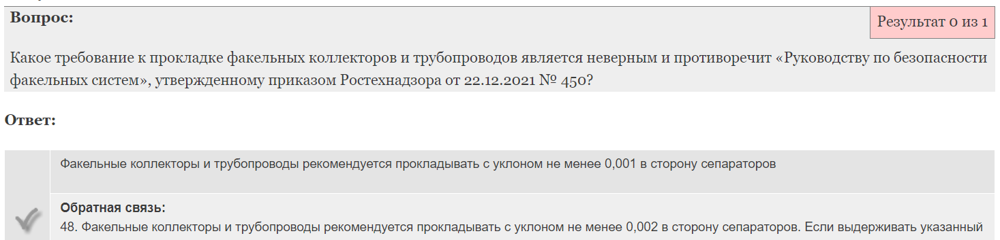 Вопрос:
Результат 0 из 1
Какое требование к прокладке факельных коллекторов и трубопроводов является неверным и противоречит «Руководству по безопасности
факельных систем», утвержденному приказом Ростехнадзора от 22.12.2021 № 450?
Ответ:
Факельные коллекторы и трубопроводы рекомендуется прокладывать с уклоном не менее 0,001 в сторону сепараторов
Обратная связь:
48. Факельные коллекторы и трубопроводы рекомендуется прокладывать с уклоном не менее 0,002 в сторону сепараторов. Если выдерживать указанный